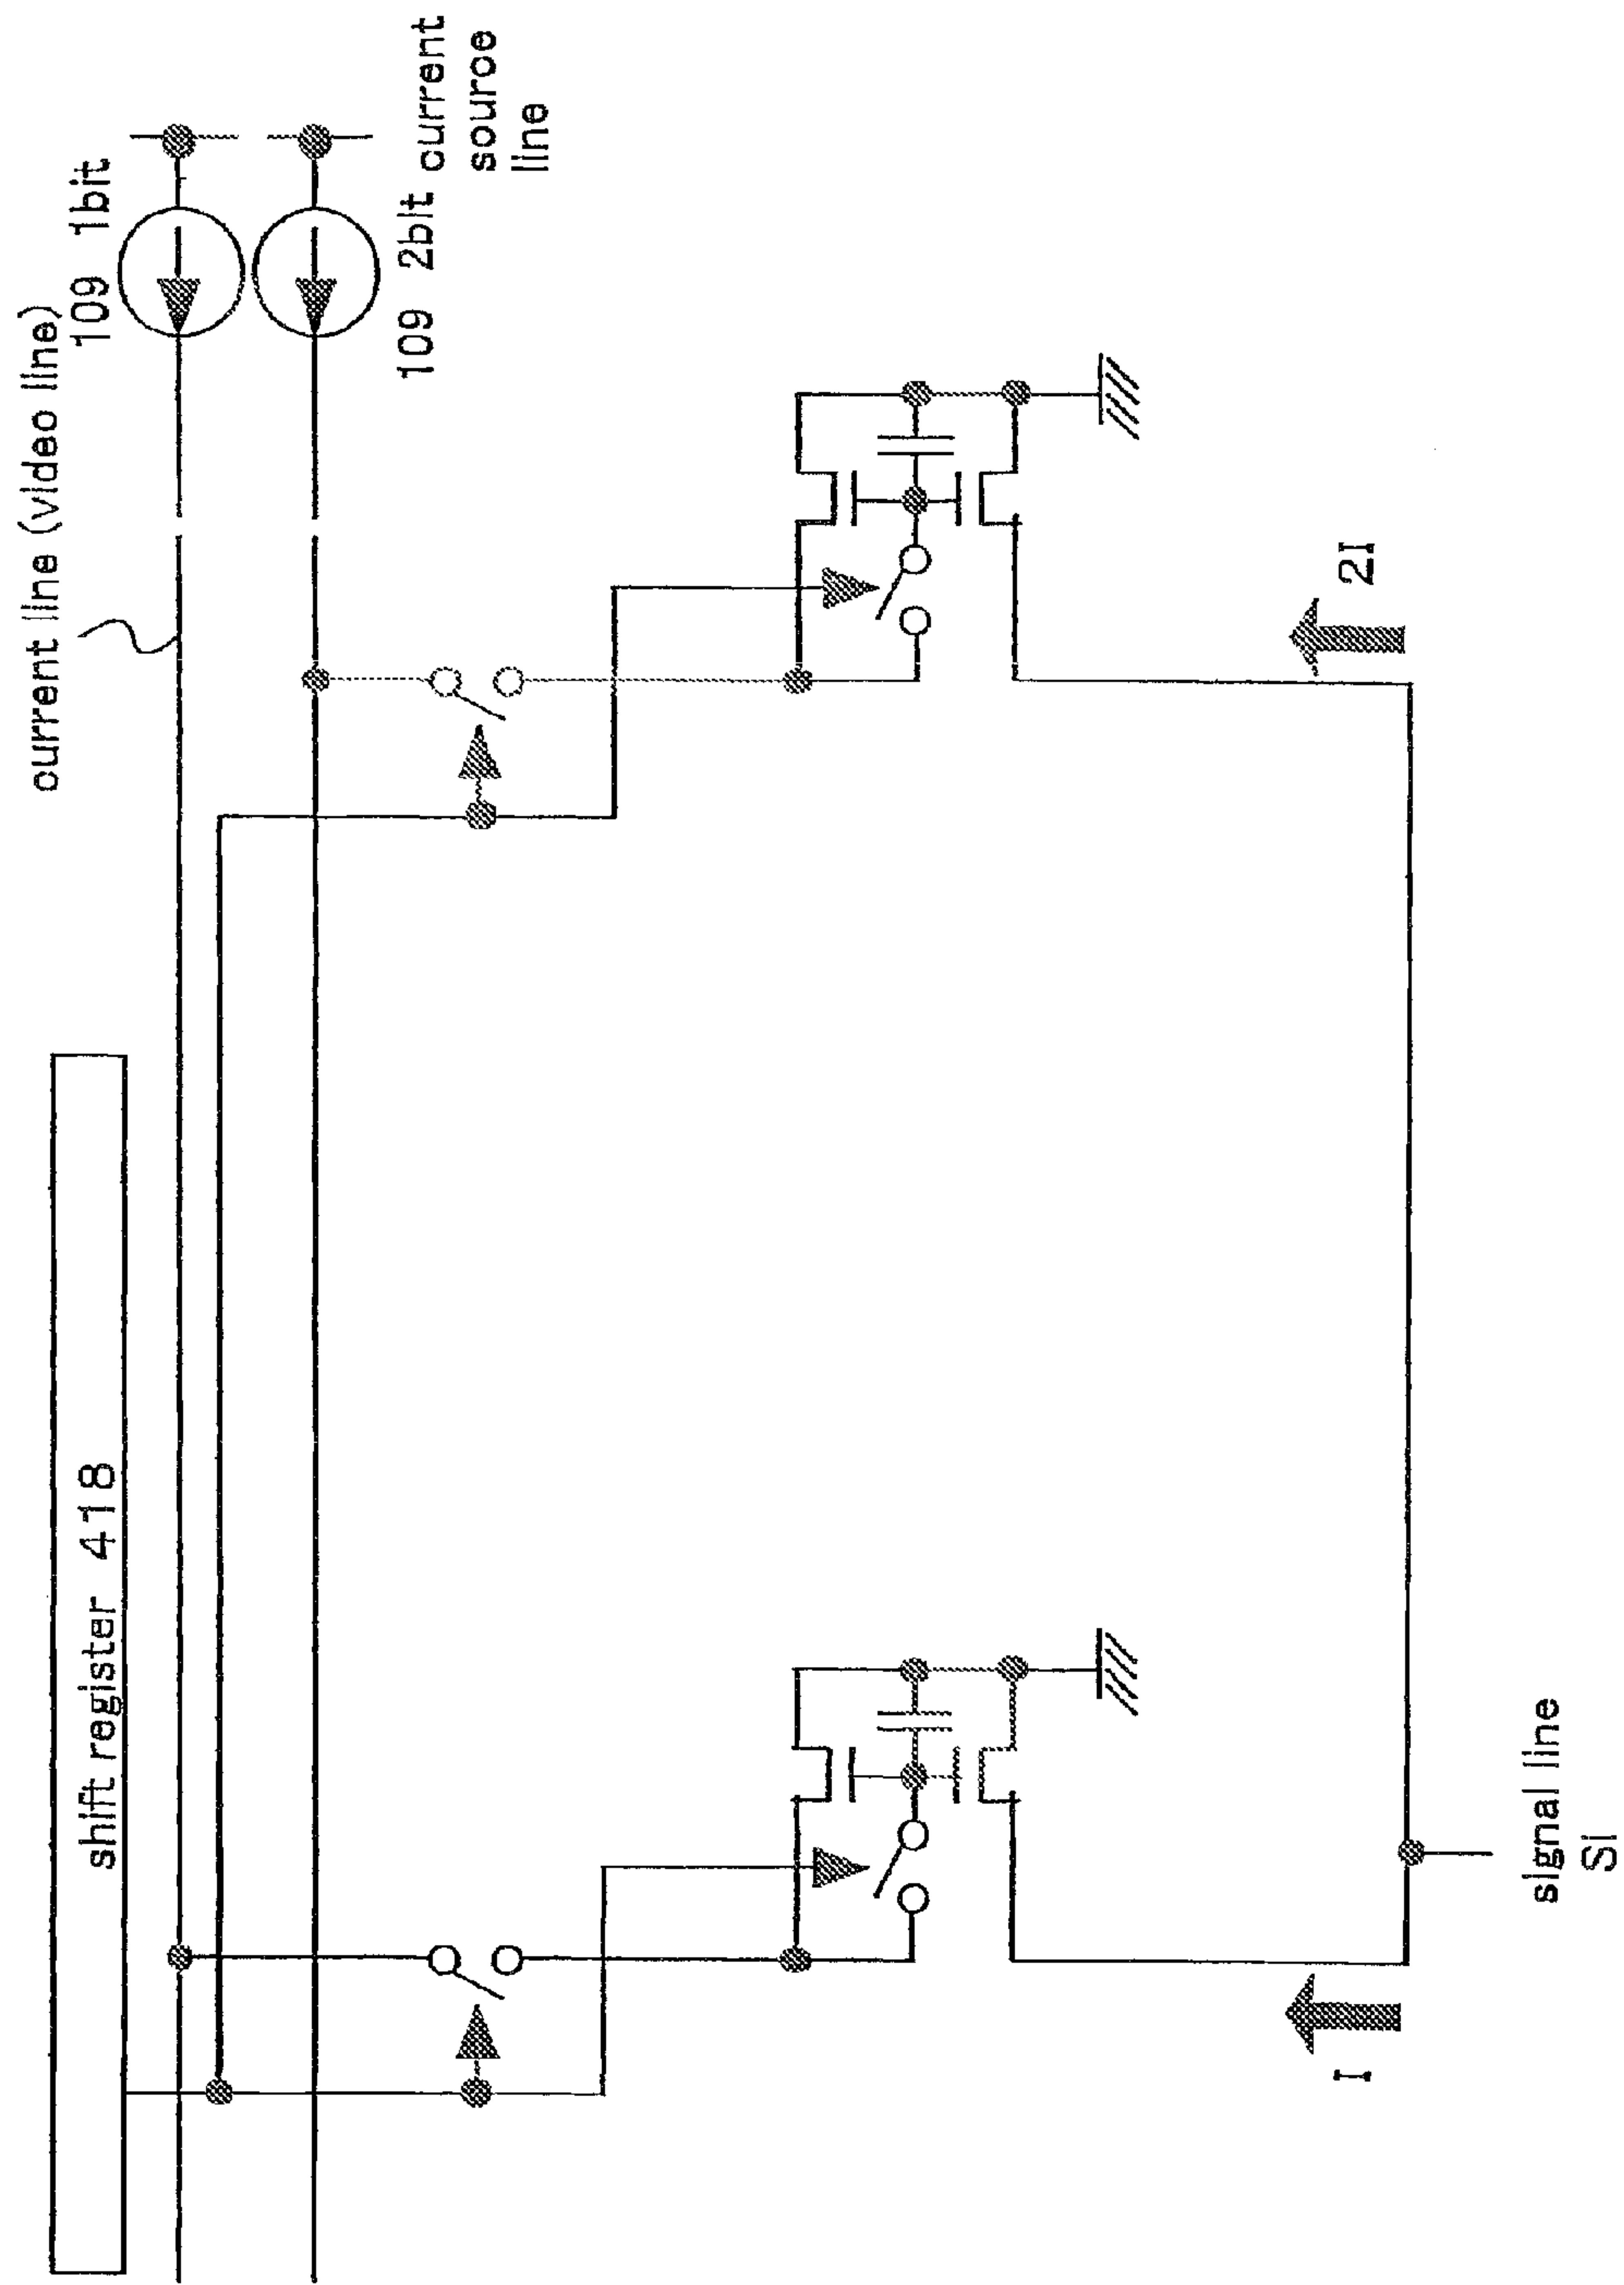 current line (video line)
109 1bit
109 2bit
current
source
line
shift register 418
2I
I
signal line
Si